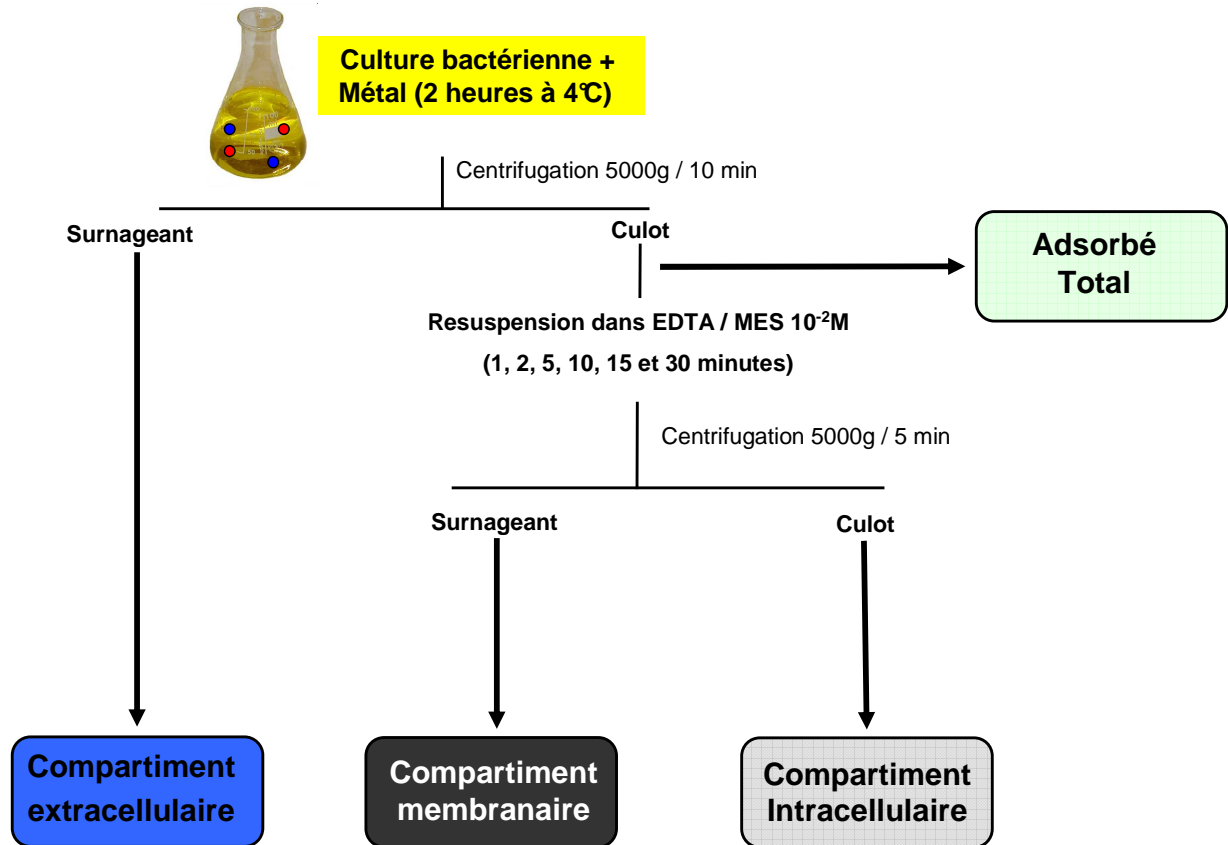 Culture bactérienne +
Métal (2 heures à 4°C)
Centrifugation 5000g / 10 min
Surnageant
Culot
Adsorbé
Total
Resuspension dans EDTA / MES 10⁻²M
(1, 2, 5, 10, 15 et 30 minutes)
Centrifugation 5000g / 5 min
Surnageant
Culot
Compartiment
extracellulaire
Compartiment
membranaire
Compartiment
Intracellulaire